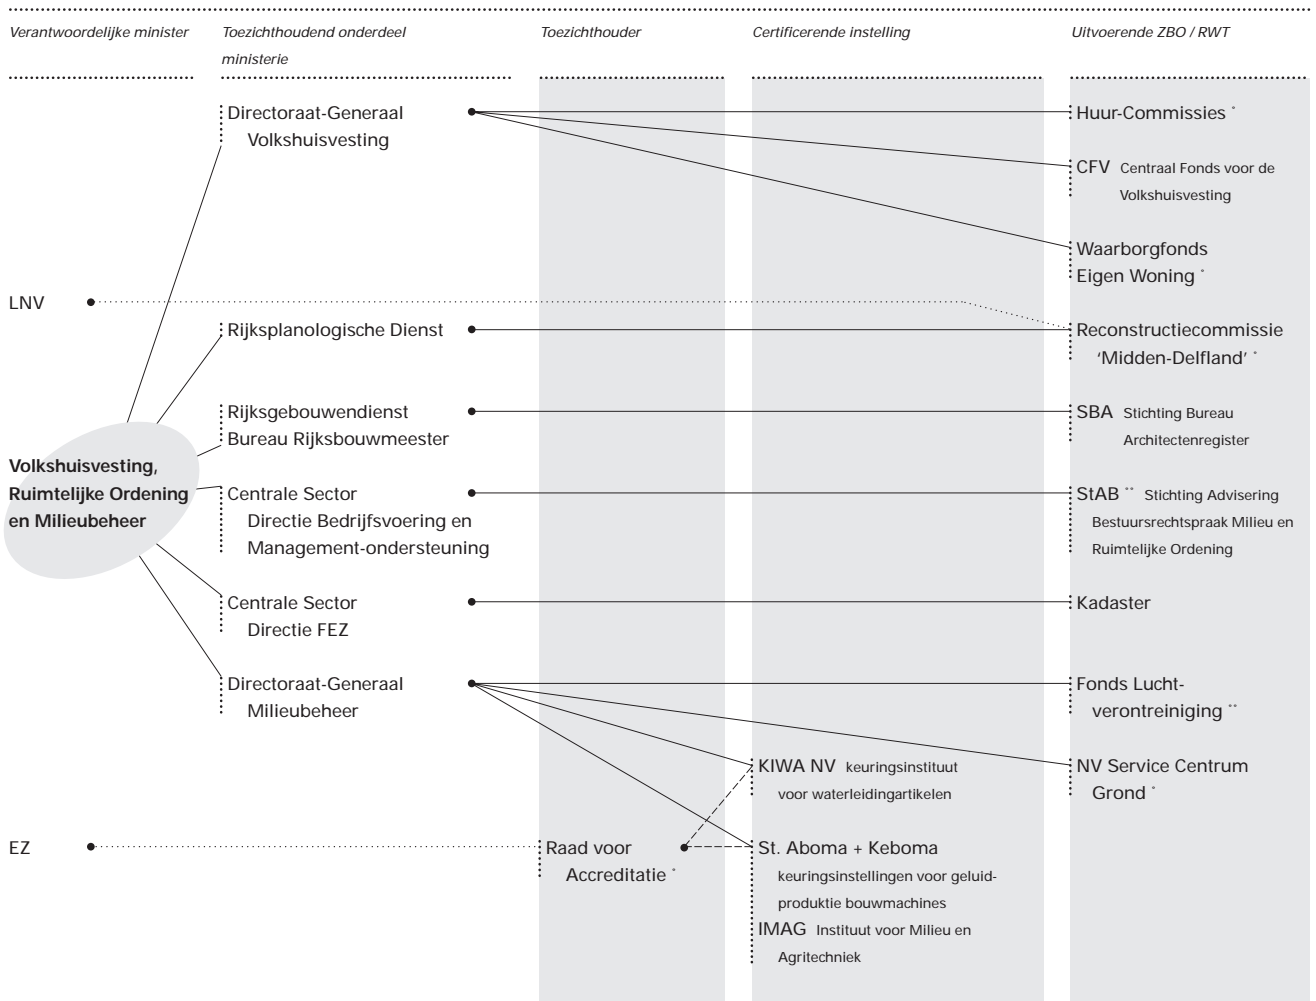 Verantwoordelijke minister
Toezichthoudend onderdeel
ministerie
Toezichthouder
Certificerende instelling
Uitvoerende ZBO / RWT
Directoraat-Generaal
Volkshuisvesting
Huur-Commissies *
CFV Centraal Fonds voor de
Volkshuisvesting
Waarborgfonds
Eigen Woning *
LNV
Rijksplanologische Dienst
Reconstructiecommissie
‘Midden-Delfland’ *
Rijksgebouwendienst
Bureau Rijksbouwmeester
SBA Stichting Bureau
Architectenregister
Volkshuisvesting,
Ruimtelijke Ordening
en Milieubeheer
Centrale Sector
Directie Bedrijfsvoering en
Management-ondersteuning
StAB ** Stichting Advisering
Bestuursrechtspraak Milieu en
Ruimtelijke Ordening
Centrale Sector
Directie FEZ
Kadaster
Directoraat-Generaal
Milieubeheer
Fonds Lucht-
verontreiniging **
KIWA NV keuringsinstituut
voor waterleidingartikelen
NV Service Centrum
Grond *
EZ
Raad voor
Accreditatie *
St. Aboma + Keboma
keuringsinstellingen voor geluid-
produktie bouwmachines
IMAG Instituut voor Milieu en
Agritechniek